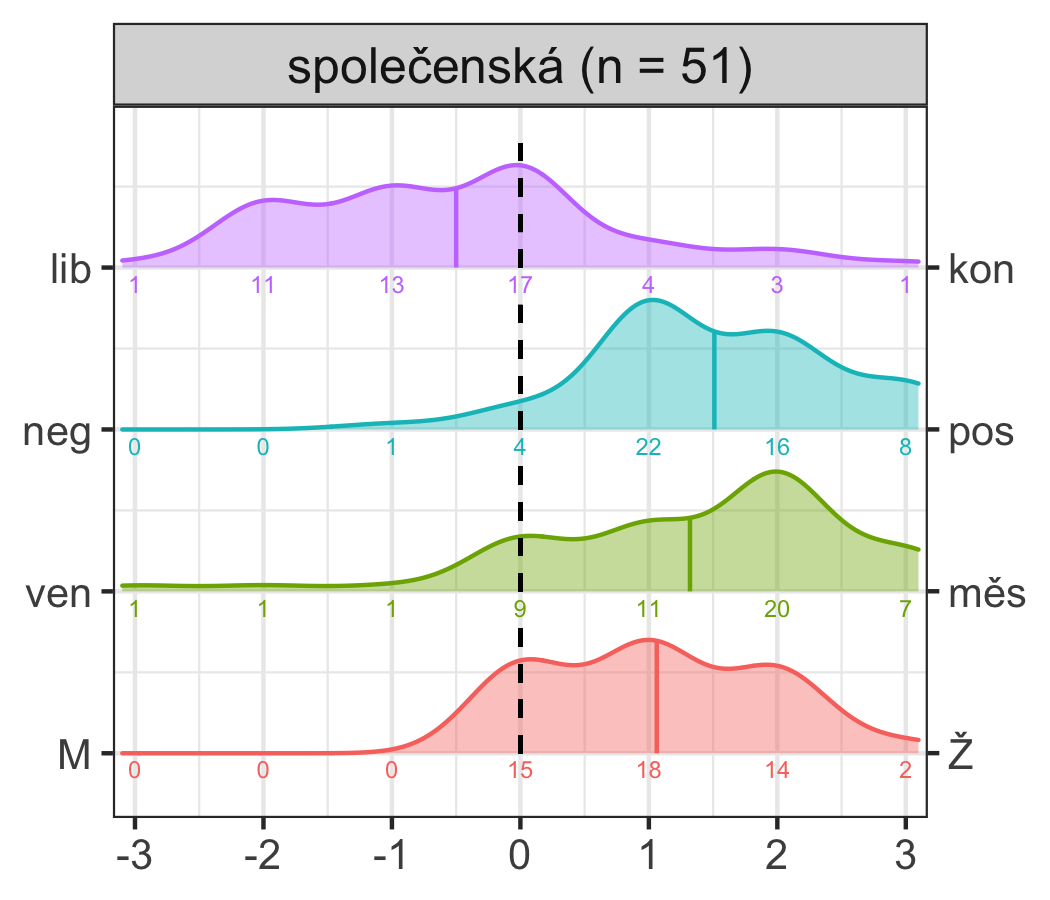 společenská (n = 51)
lib kon
1 11 13 17 4 3 1
neg pos
0 0 1 4 22 16 8
ven měs
1 1 1 9 11 20 7
M Ž
0 0 0 15 18 14 2
-3 -2 -1 0 1 2 3